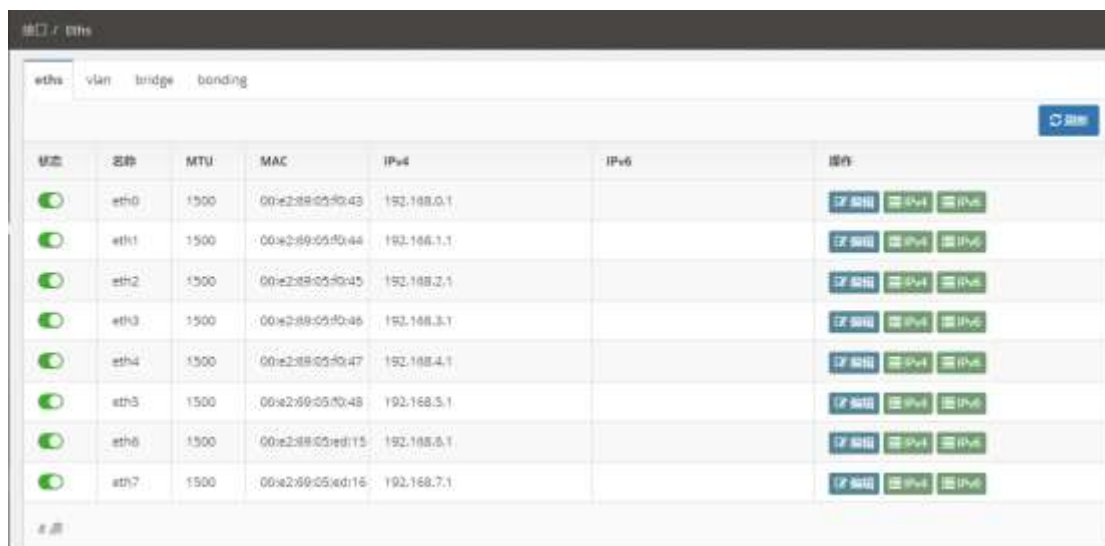 接口 / Eths
eths vlan bridge bonding
刷新
状态 名称 MTU MAC IPv4 IPv6 操作
eth0 1500 00:e2:69:05:f0:43 192.168.0.1 编辑 IPv4 IPv6
eth1 1500 00:e2:69:05:f0:44 192.168.1.1 编辑 IPv4 IPv6
eth2 1500 00:e2:69:05:f0:45 192.168.2.1 编辑 IPv4 IPv6
eth3 1500 00:e2:69:05:f0:46 192.168.3.1 编辑 IPv4 IPv6
eth4 1500 00:e2:69:05:f0:47 192.168.4.1 编辑 IPv4 IPv6
eth5 1500 00:e2:69:05:f0:48 192.168.5.1 编辑 IPv4 IPv6
eth6 1500 00:e2:69:05:ed:15 192.168.6.1 编辑 IPv4 IPv6
eth7 1500 00:e2:69:05:ed:16 192.168.7.1 编辑 IPv4 IPv6